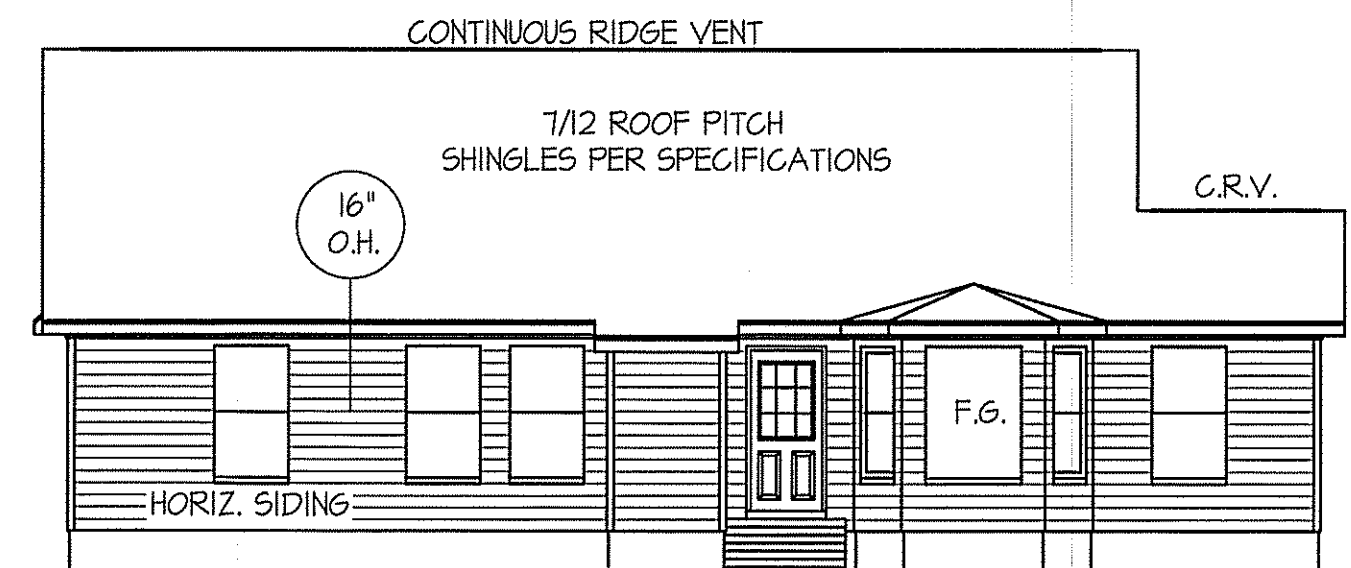 CONTINUOUS RIDGE VENT
7/12 ROOF PITCH
SHINGLES PER SPECIFICATIONS
C.R.V.
16"
O.H.
F.G.
HORIZ. SIDING